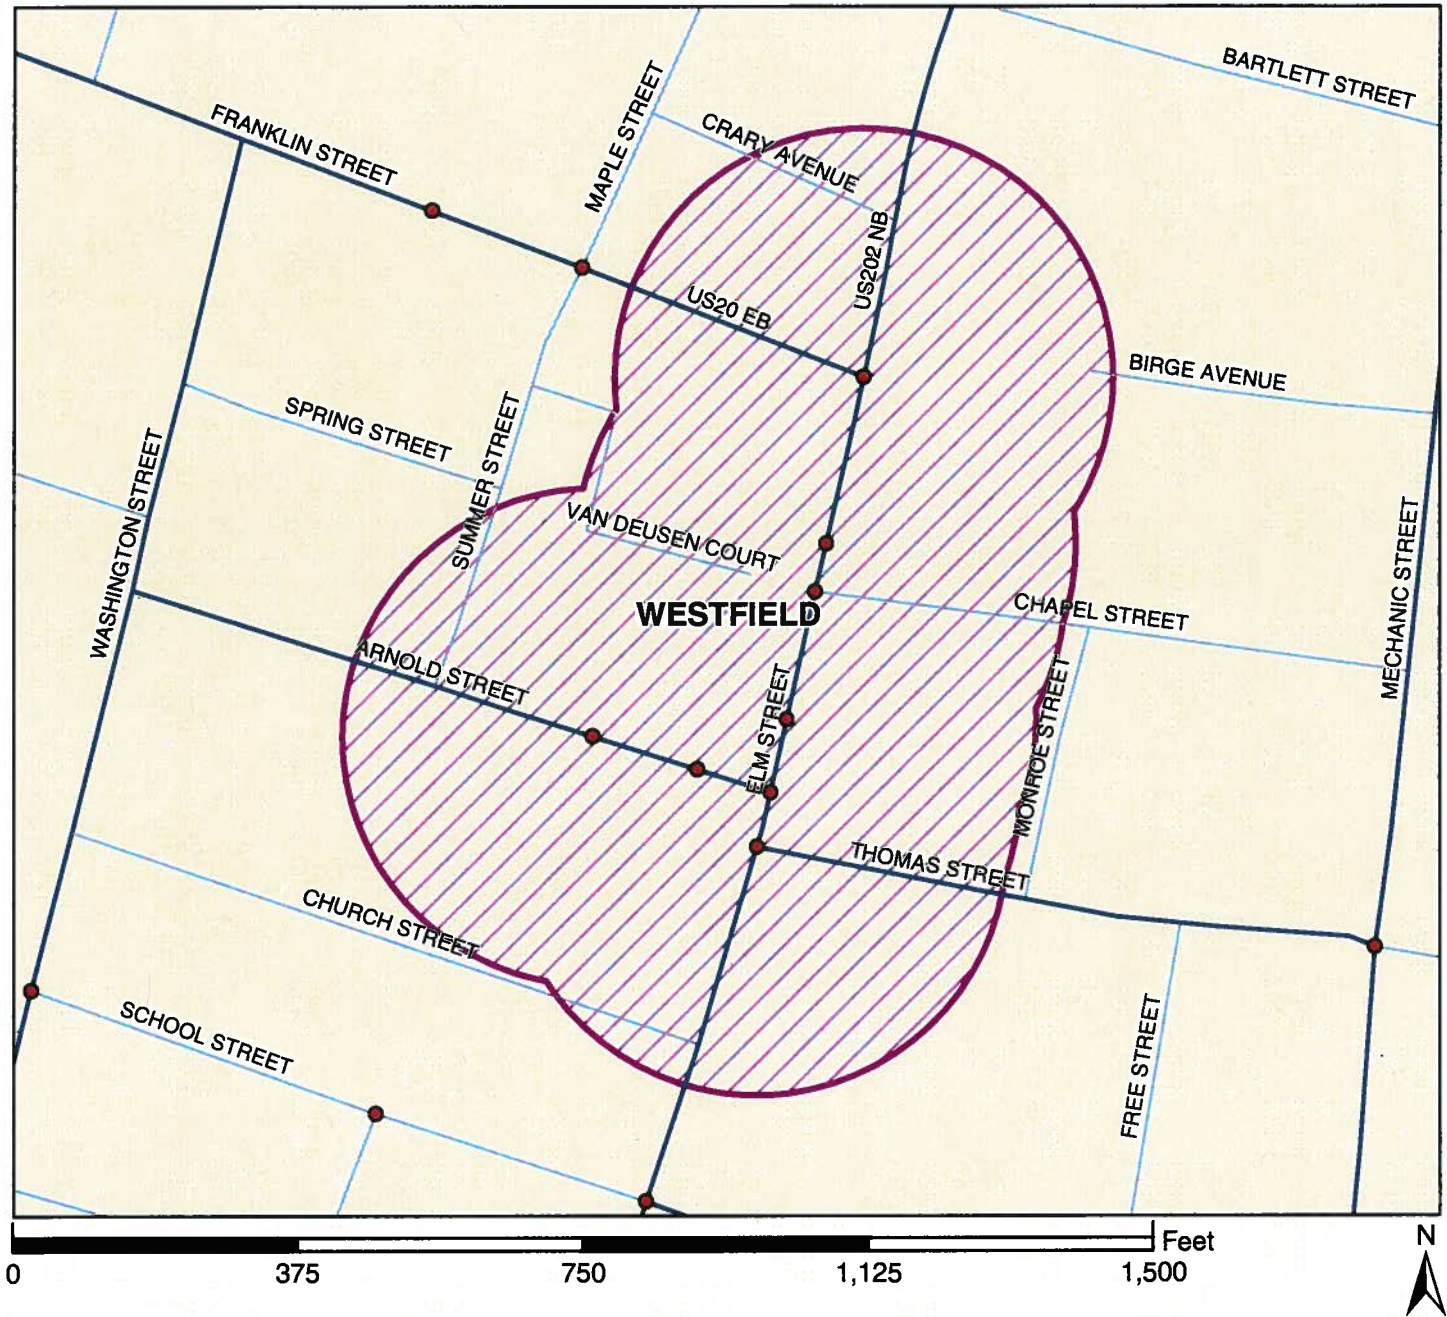 BARTLETT STREET
MAPLE STREET
FRANKLIN STREET
CRARY AVENUE
US202 NB
US20 EB
BIRGE AVENUE
SPRING STREET
SUMMER STREET
WASHINGTON STREET
VAN DEUSEN COURT
WESTFIELD
CHAPEL STREET
MECHANIC STREET
ARNOLD STREET
ELM STREET
MONROE STREET
THOMAS STREET
CHURCH STREET
SCHOOL STREET
FREE STREET
Feet
N
0 375 750 1,125 1,500